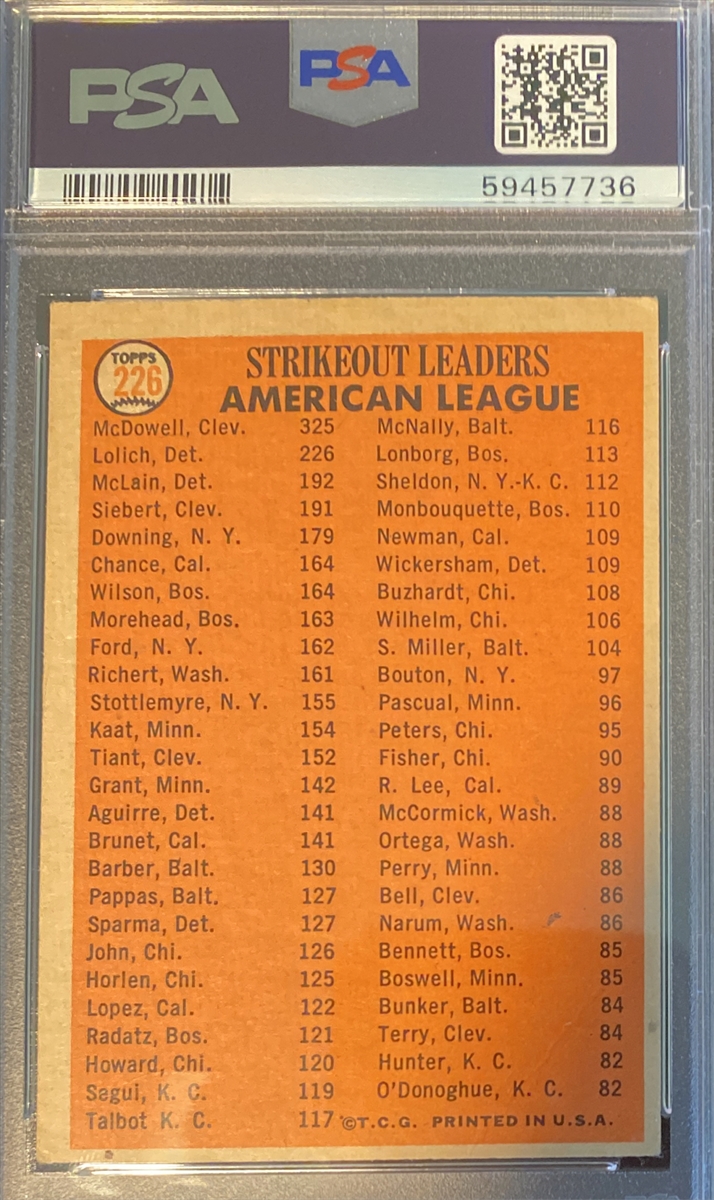 PSA PSA
59457736
TOPPS
226
STRIKEOUT LEADERS
AMERICAN LEAGUE
McDowell, Clev. 325 McNally, Balt. 116
Lolich, Det. 226 Lonborg, Bos. 113
McLain, Det. 192 Sheldon, N. Y.-K. C. 112
Siebert, Clev. 191 Monbouquette, Bos. 110
Downing, N. Y. 179 Newman, Cal. 109
Chance, Cal. 164 Wickersham, Det. 109
Wilson, Bos. 164 Buzhardt, Chi. 108
Morehead, Bos. 163 Wilhelm, Chi. 106
Ford, N. Y. 162 S. Miller, Balt. 104
Richert, Wash. 161 Bouton, N. Y. 97
Stottlemyre, N. Y. 155 Pascual, Minn. 96
Kaat, Minn. 154 Peters, Chi. 95
Tiant, Clev. 152 Fisher, Chi. 90
Grant, Minn. 142 R. Lee, Cal. 89
Aguirre, Det. 141 McCormick, Wash. 88
Brunet, Cal. 141 Ortega, Wash. 88
Barber, Balt. 130 Perry, Minn. 88
Pappas, Balt. 127 Bell, Clev. 86
Sparma, Det. 127 Narum, Wash. 86
John, Chi. 126 Bennett, Bos. 85
Horlen, Chi. 125 Boswell, Minn. 85
Lopez, Cal. 122 Bunker, Balt. 84
Radatz, Bos. 121 Terry, Clev. 84
Howard, Chi. 120 Hunter, K. C. 82
Segui, K. C. 119 O'Donoghue, K. C. 82
Talbot K. C. 117 ©T.C.G. PRINTED IN U.S.A.